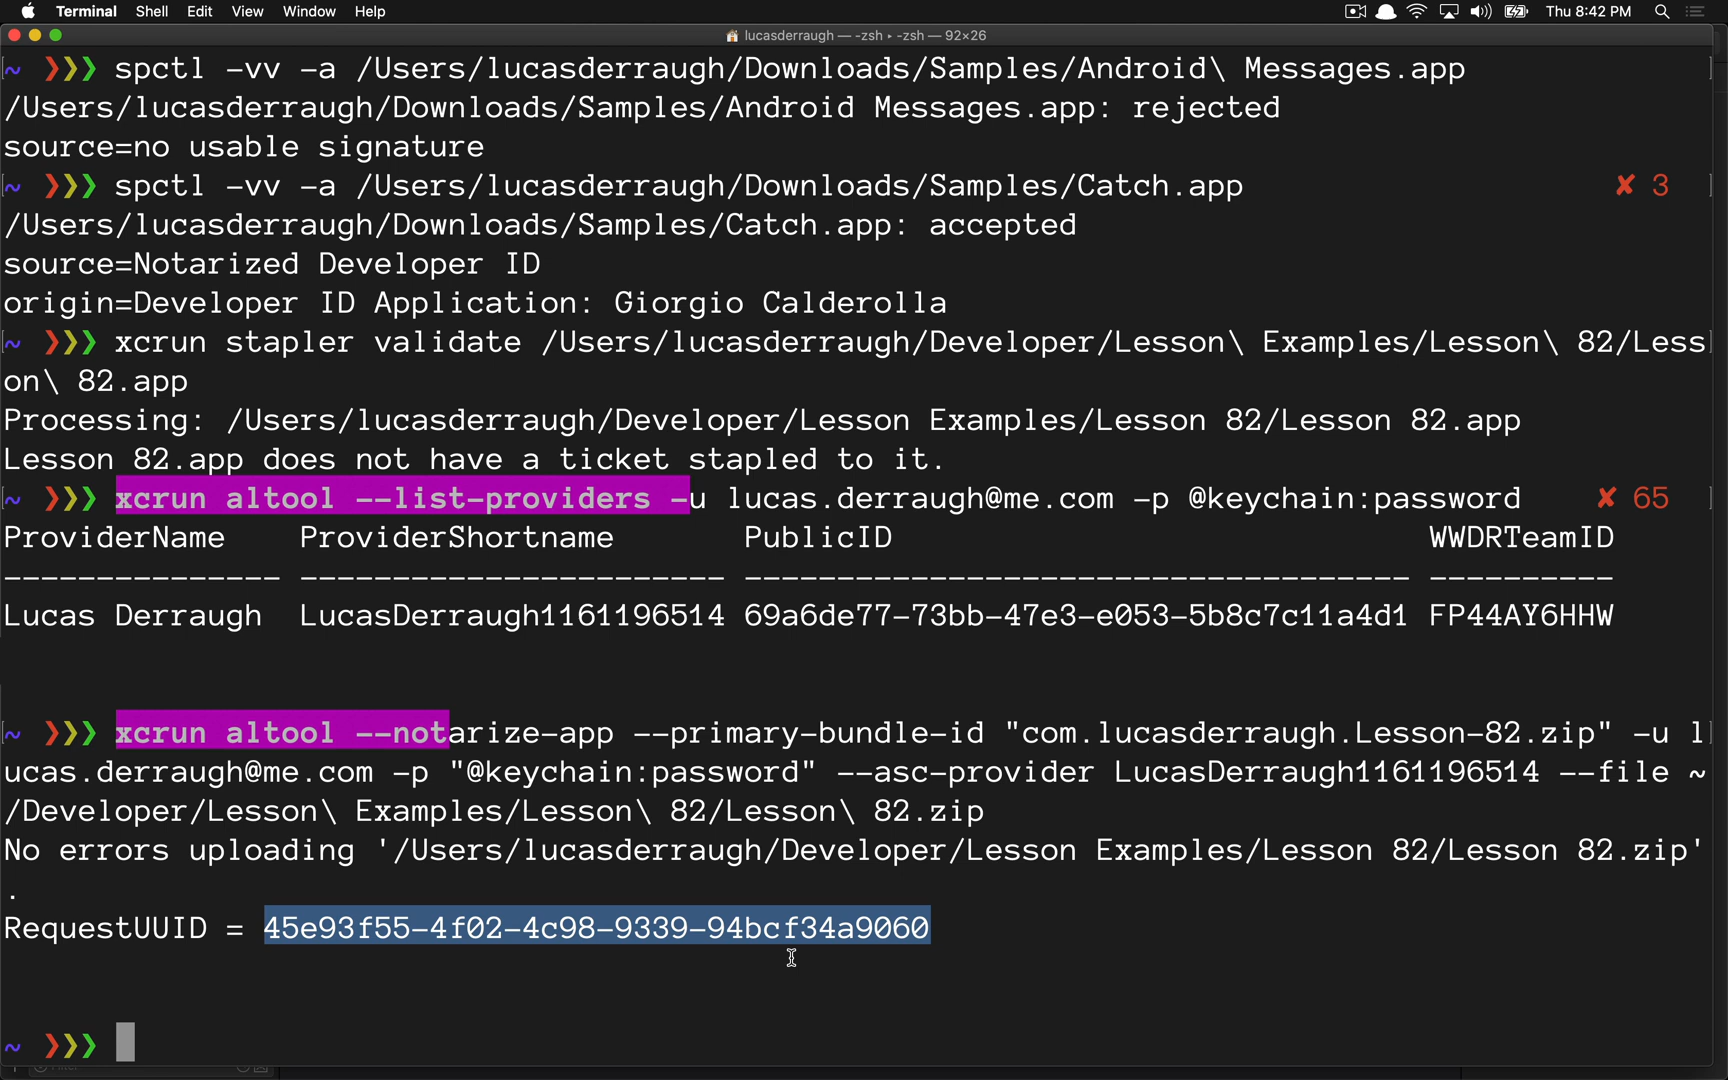 Terminal Shell Edit View Window Help Thu 8:42 PM
lucasderraugh — -zsh ▸ -zsh — 92×26
~ ❯❯❯ spctl -vv -a /Users/lucasderraugh/Downloads/Samples/Android\ Messages.app
/Users/lucasderraugh/Downloads/Samples/Android Messages.app: rejected
source=no usable signature
~ ❯❯❯ spctl -vv -a /Users/lucasderraugh/Downloads/Samples/Catch.app ✘ 3
/Users/lucasderraugh/Downloads/Samples/Catch.app: accepted
source=Notarized Developer ID
origin=Developer ID Application: Giorgio Calderolla
~ ❯❯❯ xcrun stapler validate /Users/lucasderraugh/Developer/Lesson\ Examples/Lesson\ 82/Less
on\ 82.app
Processing: /Users/lucasderraugh/Developer/Lesson Examples/Lesson 82/Lesson 82.app
Lesson 82.app does not have a ticket stapled to it.
~ ❯❯❯ xcrun altool --list-providers -u lucas.derraugh@me.com -p @keychain:password ✘ 65
ProviderName ProviderShortname PublicID WWDRTeamID
--------------- ----------------------- ------------------------------------ ----------
Lucas Derraugh LucasDerraugh1161196514 69a6de77-73bb-47e3-e053-5b8c7c11a4d1 FP44AY6HHW
~ ❯❯❯ xcrun altool --notarize-app --primary-bundle-id "com.lucasderraugh.Lesson-82.zip" -u l
ucas.derraugh@me.com -p "@keychain:password" --asc-provider LucasDerraugh1161196514 --file ~
/Developer/Lesson\ Examples/Lesson\ 82/Lesson\ 82.zip
No errors uploading '/Users/lucasderraugh/Developer/Lesson Examples/Lesson 82/Lesson 82.zip'
.
RequestUUID = 45e93f55-4f02-4c98-9339-94bcf34a9060
~ ❯❯❯